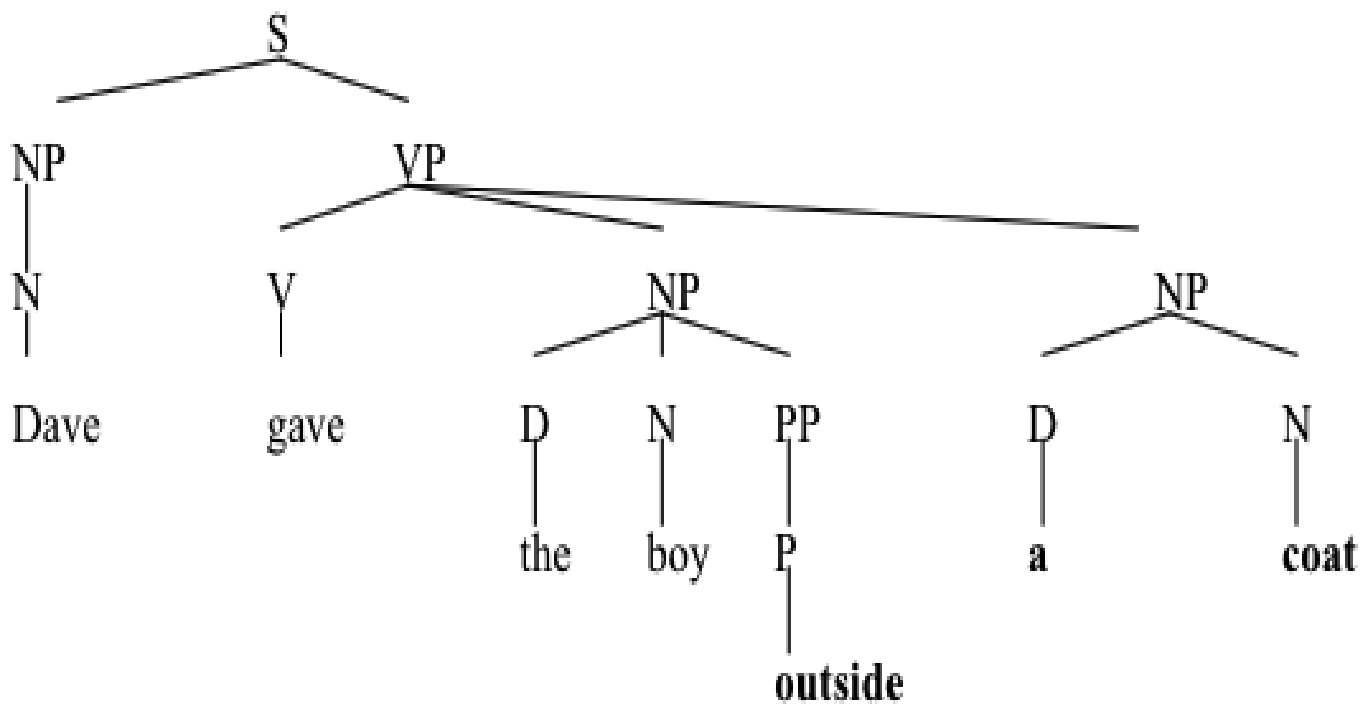 S
NP VP
N V NP NP
Dave gave D N PP D N
the boy P a coat
outside